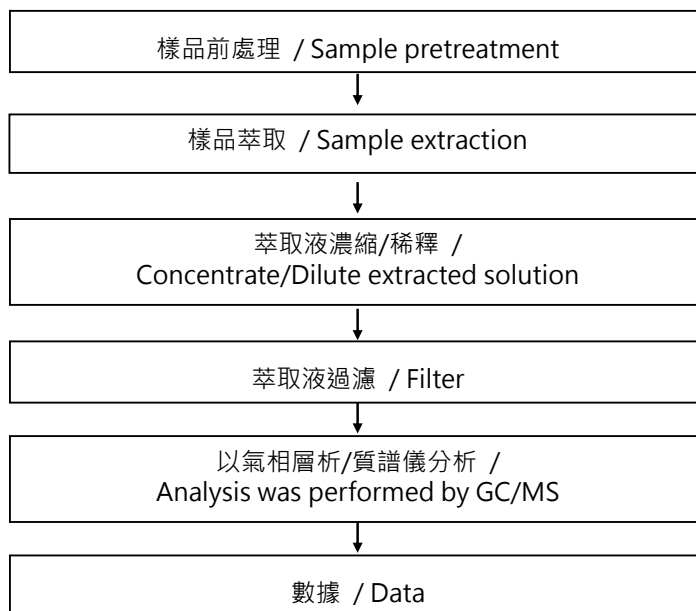 樣品前處理 / Sample pretreatment
樣品萃取 / Sample extraction
萃取液濃縮/稀釋 /
Concentrate/Dilute extracted solution
萃取液過濾 / Filter
以氣相層析/質譜儀分析 /
Analysis was performed by GC/MS
數據 / Data